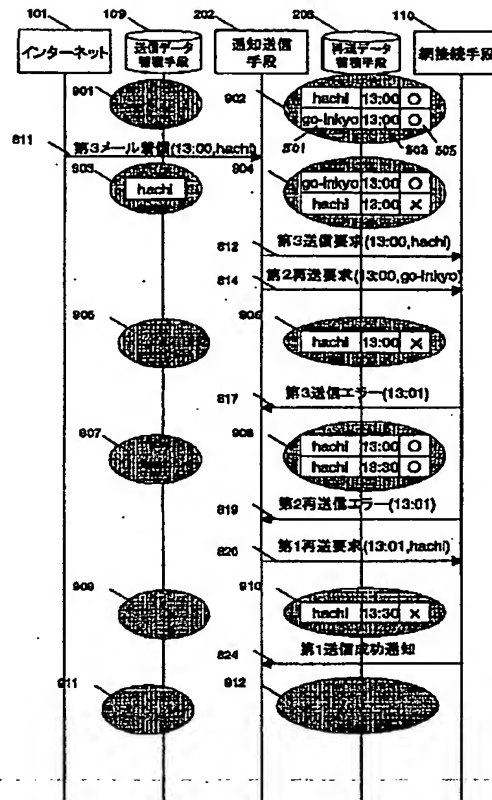 101
109
202
203
110
インターネット
送信データ
蓄積手段
通知送信
手段
再送データ
蓄積手段
網接続手段
901
902
hachi 13:00 ○
go-inkyo 13:00 ○
811
第3メール着信(13:00,hachi)
501
503
505
903
hachi
904
go-inkyo 13:00 ○
hachi 13:00 ×
812
第3送信要求(13:00,hachi)
814
第2再送要求(13:00,go-inkyo)
905
906
hachi 13:00 ×
817
第3送信エラー(13:01)
907
908
hachi 13:00 ○
hachi 13:30 ○
819
第2再送信エラー(13:01)
820
第1再送要求(13:01,hachi)
909
910
hachi 13:30 ×
824
第1送信成功通知
911
912